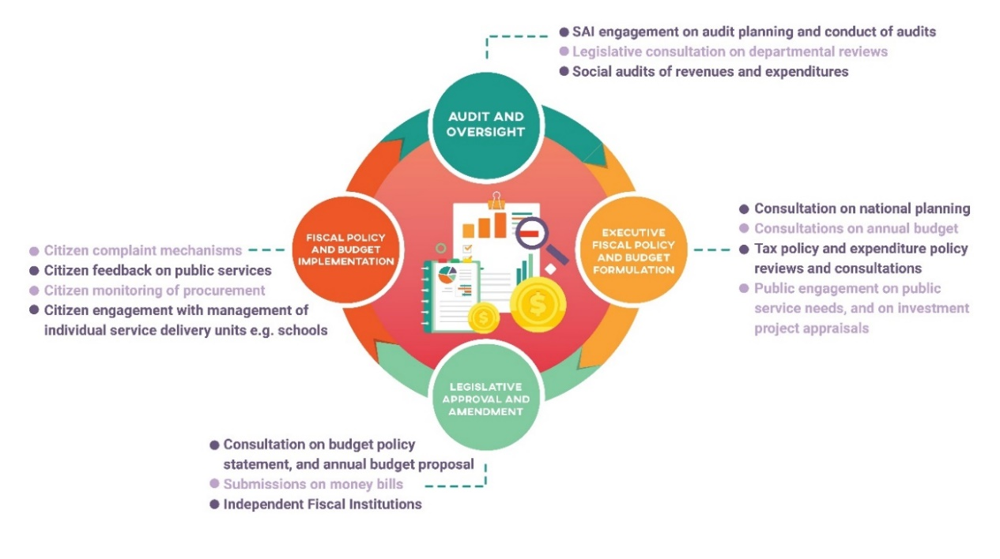 ● SAI engagement on audit planning and conduct of audits
● Legislative consultation on departmental reviews
● Social audits of revenues and expenditures
AUDIT AND
OVERSIGHT
● Consultation on national planning
● Consultations on annual budget
● Tax policy and expenditure policy
reviews and consultations
● Public engagement on public
service needs, and on investment
project appraisals
EXECUTIVE
FISCAL POLICY
AND BUDGET
FORMULATION
FISCAL POLICY
AND BUDGET
IMPLEMENTATION
● Citizen complaint mechanisms
● Citizen feedback on public services
● Citizen monitoring of procurement
● Citizen engagement with management of
individual service delivery units e.g. schools
$
$
LEGISLATIVE
APPROVAL AND
AMENDMENT
● Consultation on budget policy
statement, and annual budget proposal
● Submissions on money bills
● Independent Fiscal Institutions